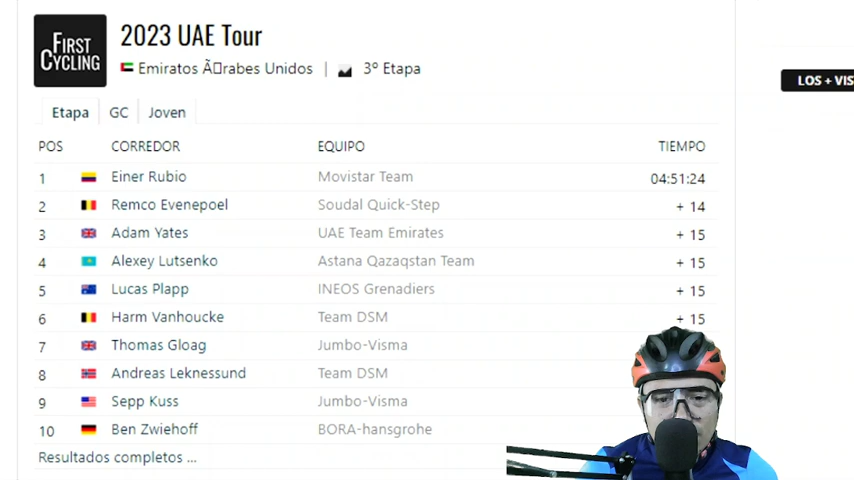 FIRST
CYCLING
2023 UAE Tour
Emiratos Ã▯rabes Unidos | 3º Etapa
LOS + VIS
Etapa GC Joven
POS CORREDOR EQUIPO TIEMPO
1 Einer Rubio Movistar Team 04:51:24
2 Remco Evenepoel Soudal Quick-Step + 14
3 Adam Yates UAE Team Emirates + 15
4 Alexey Lutsenko Astana Qazaqstan Team + 15
5 Lucas Plapp INEOS Grenadiers + 15
6 Harm Vanhoucke Team DSM + 15
7 Thomas Gloag Jumbo-Visma
8 Andreas Leknessund Team DSM
9 Sepp Kuss Jumbo-Visma
10 Ben Zwiehoff BORA-hansgrohe
Resultados completos ...